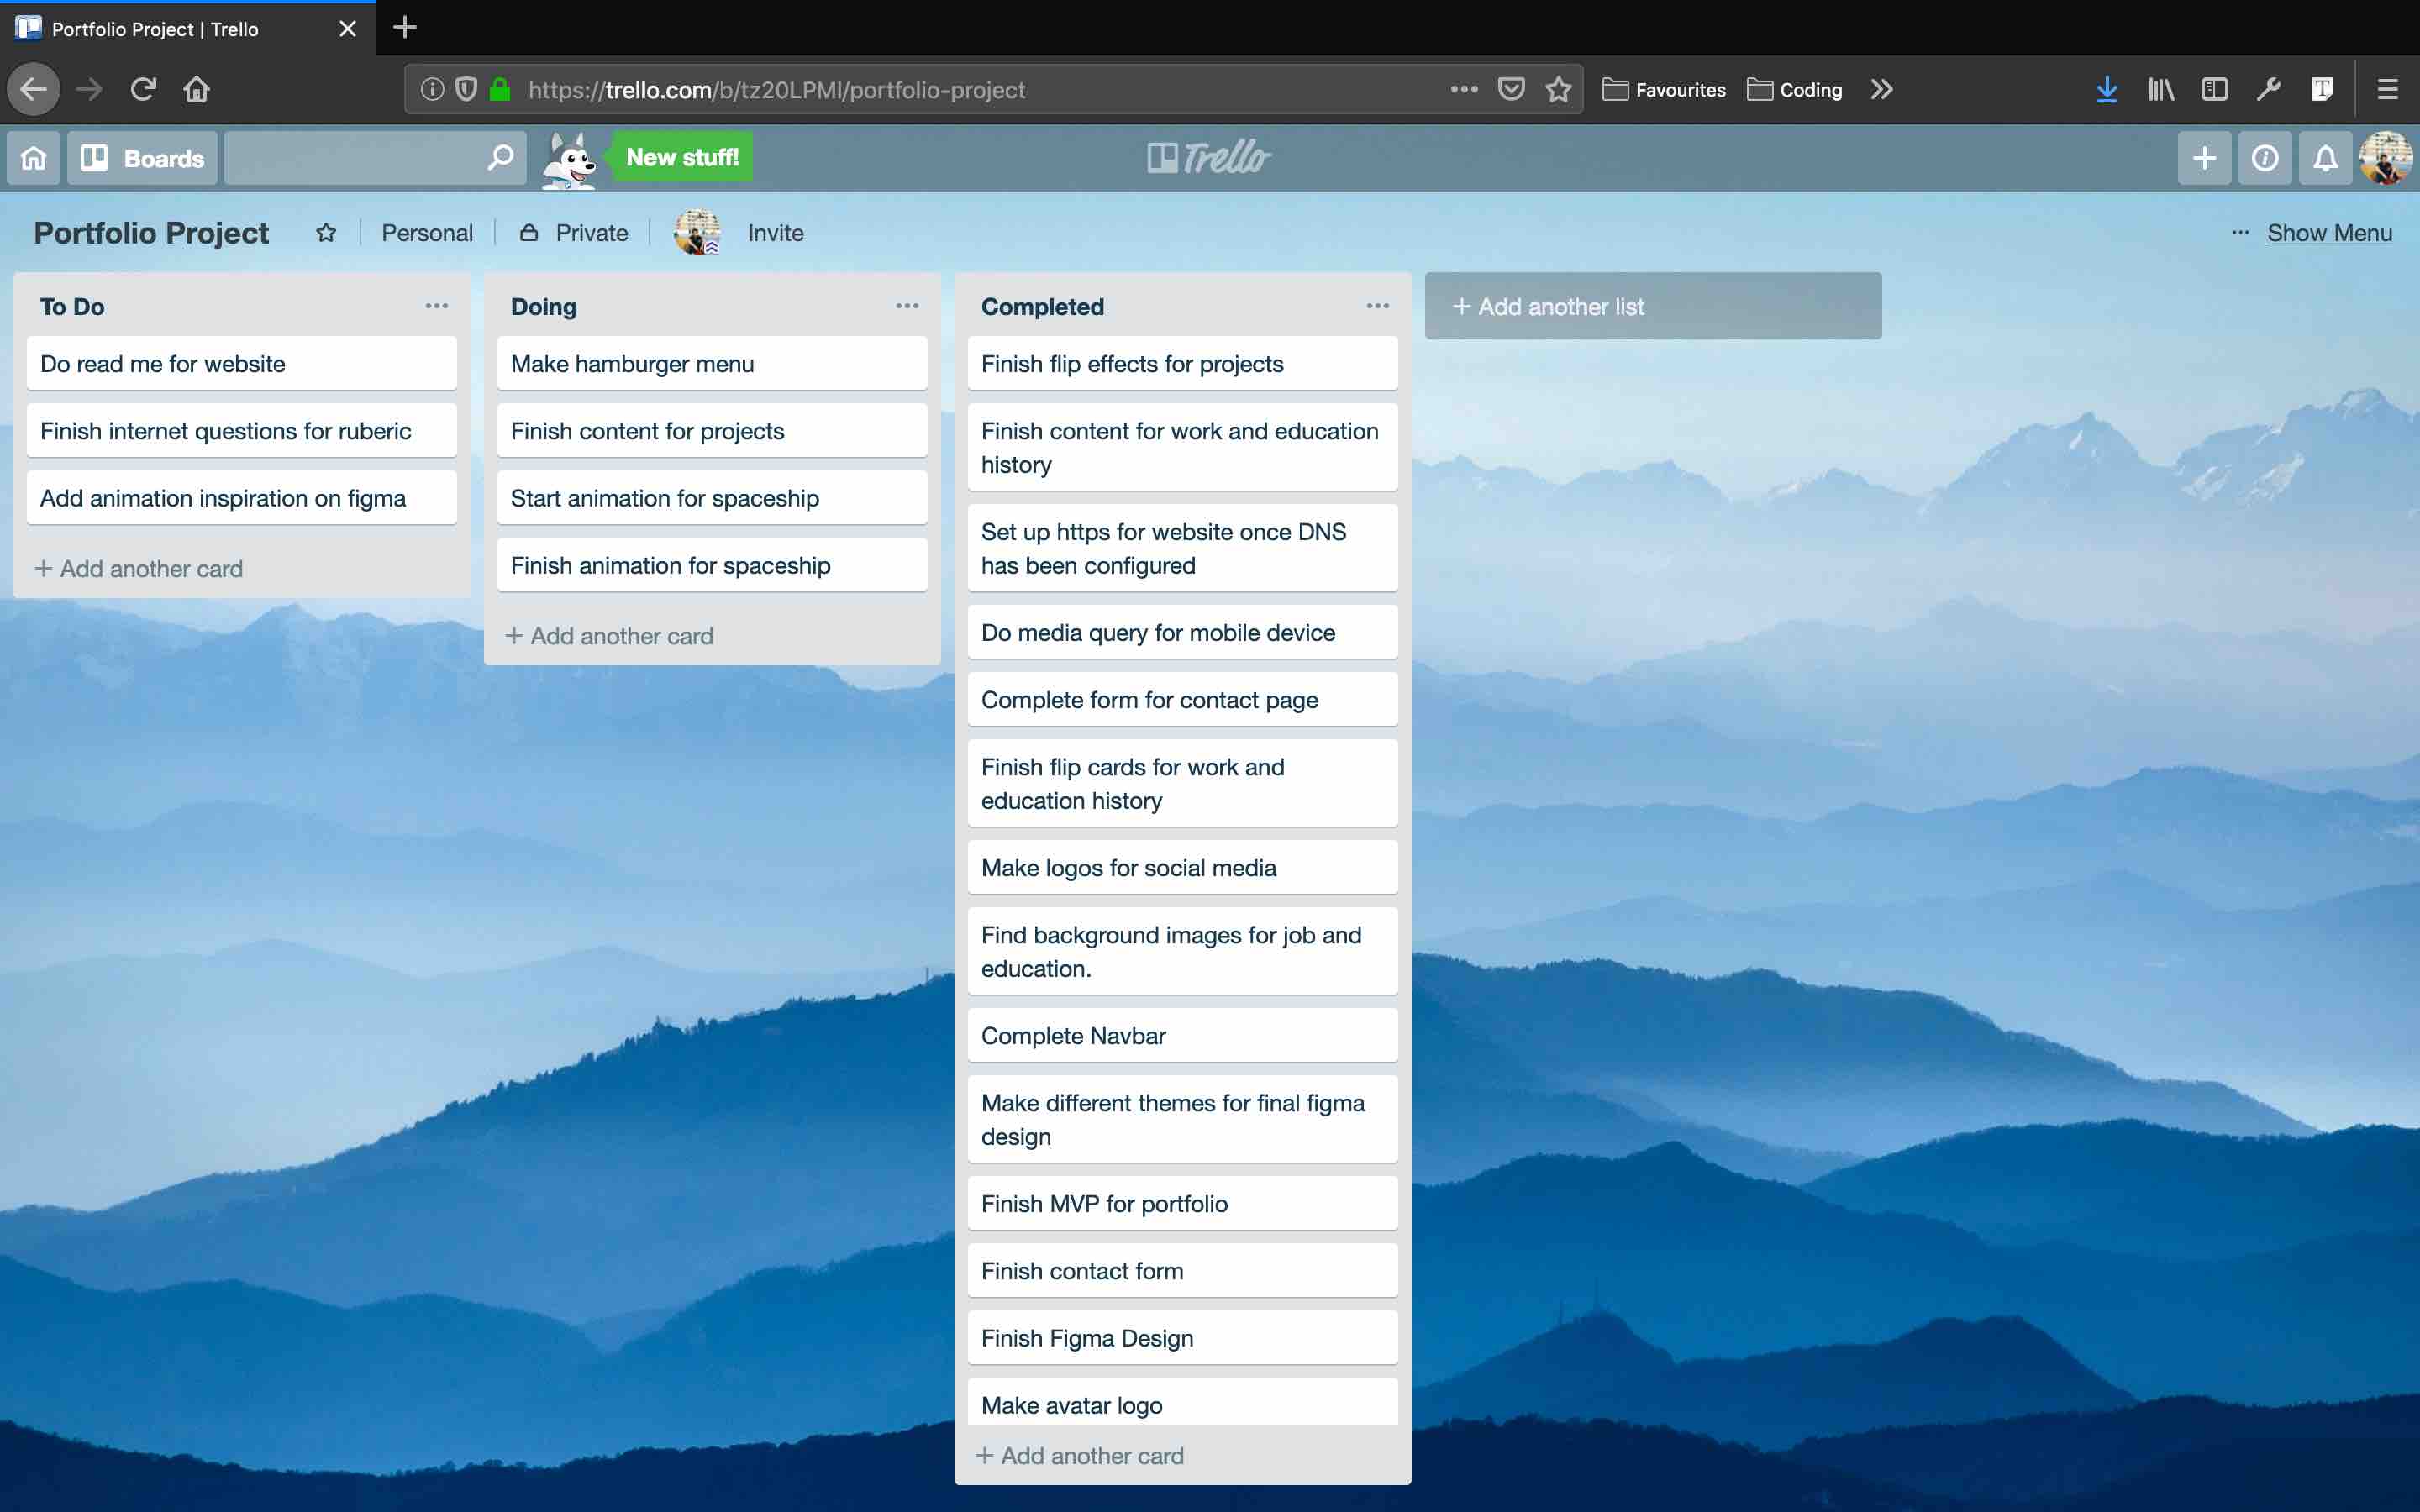 Portfolio Project | Trello
https://trello.com/b/tz20LPMl/portfolio-project
Favourites
Coding
Boards
New stuff!
Trello
Portfolio Project
Personal
Private
Invite
Show Menu
To Do
Do read me for website
Finish internet questions for ruberic
Add animation inspiration on figma
+ Add another card
Doing
Make hamburger menu
Finish content for projects
Start animation for spaceship
Finish animation for spaceship
+ Add another card
Completed
Finish flip effects for projects
Finish content for work and education
history
Set up https for website once DNS
has been configured
Do media query for mobile device
Complete form for contact page
Finish flip cards for work and
education history
Make logos for social media
Find background images for job and
education.
Complete Navbar
Make different themes for final figma
design
Finish MVP for portfolio
Finish contact form
Finish Figma Design
Make avatar logo
+ Add another card
+ Add another list